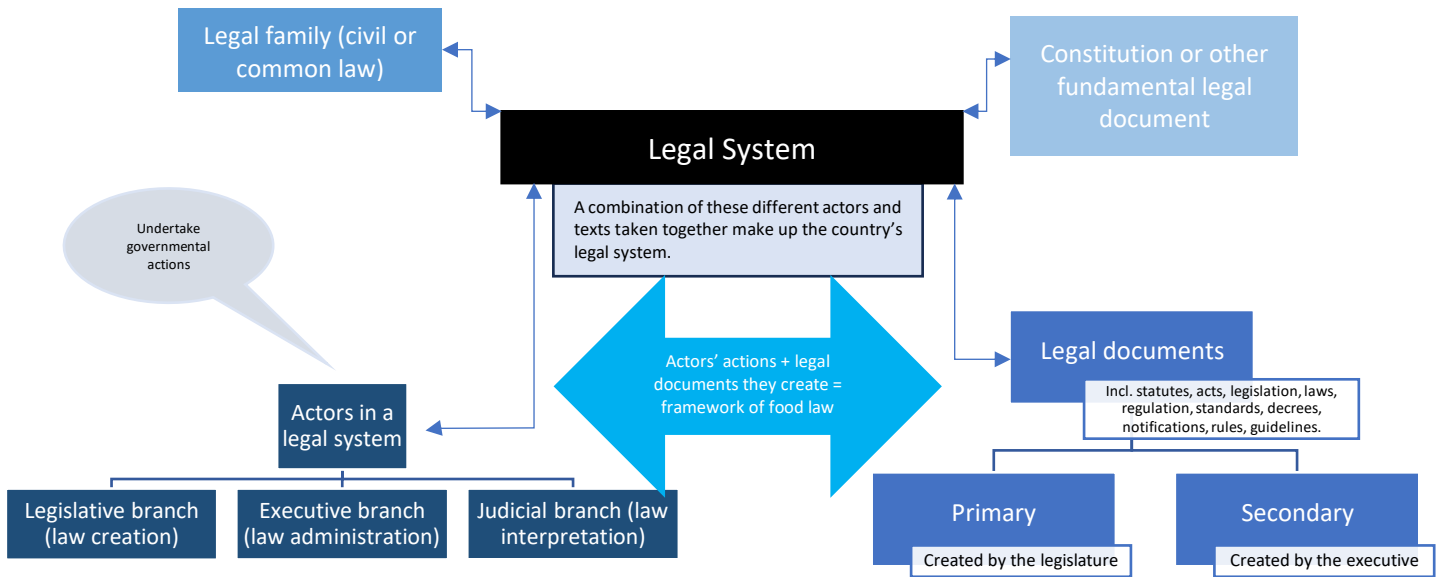 Legal family (civil or
common law)
Constitution or other
fundamental legal
document
Legal System
A combination of these different actors and
texts taken together make up the country’s
legal system.
Undertake
governmental
actions
Actors’ actions + legal
documents they create =
framework of food law
Legal documents
Incl. statutes, acts, legislation, laws,
regulation, standards, decrees,
notifications, rules, guidelines.
Actors in a
legal system
Legislative branch
(law creation)
Executive branch
(law administration)
Judicial branch (law
interpretation)
Primary
Created by the legislature
Secondary
Created by the executive